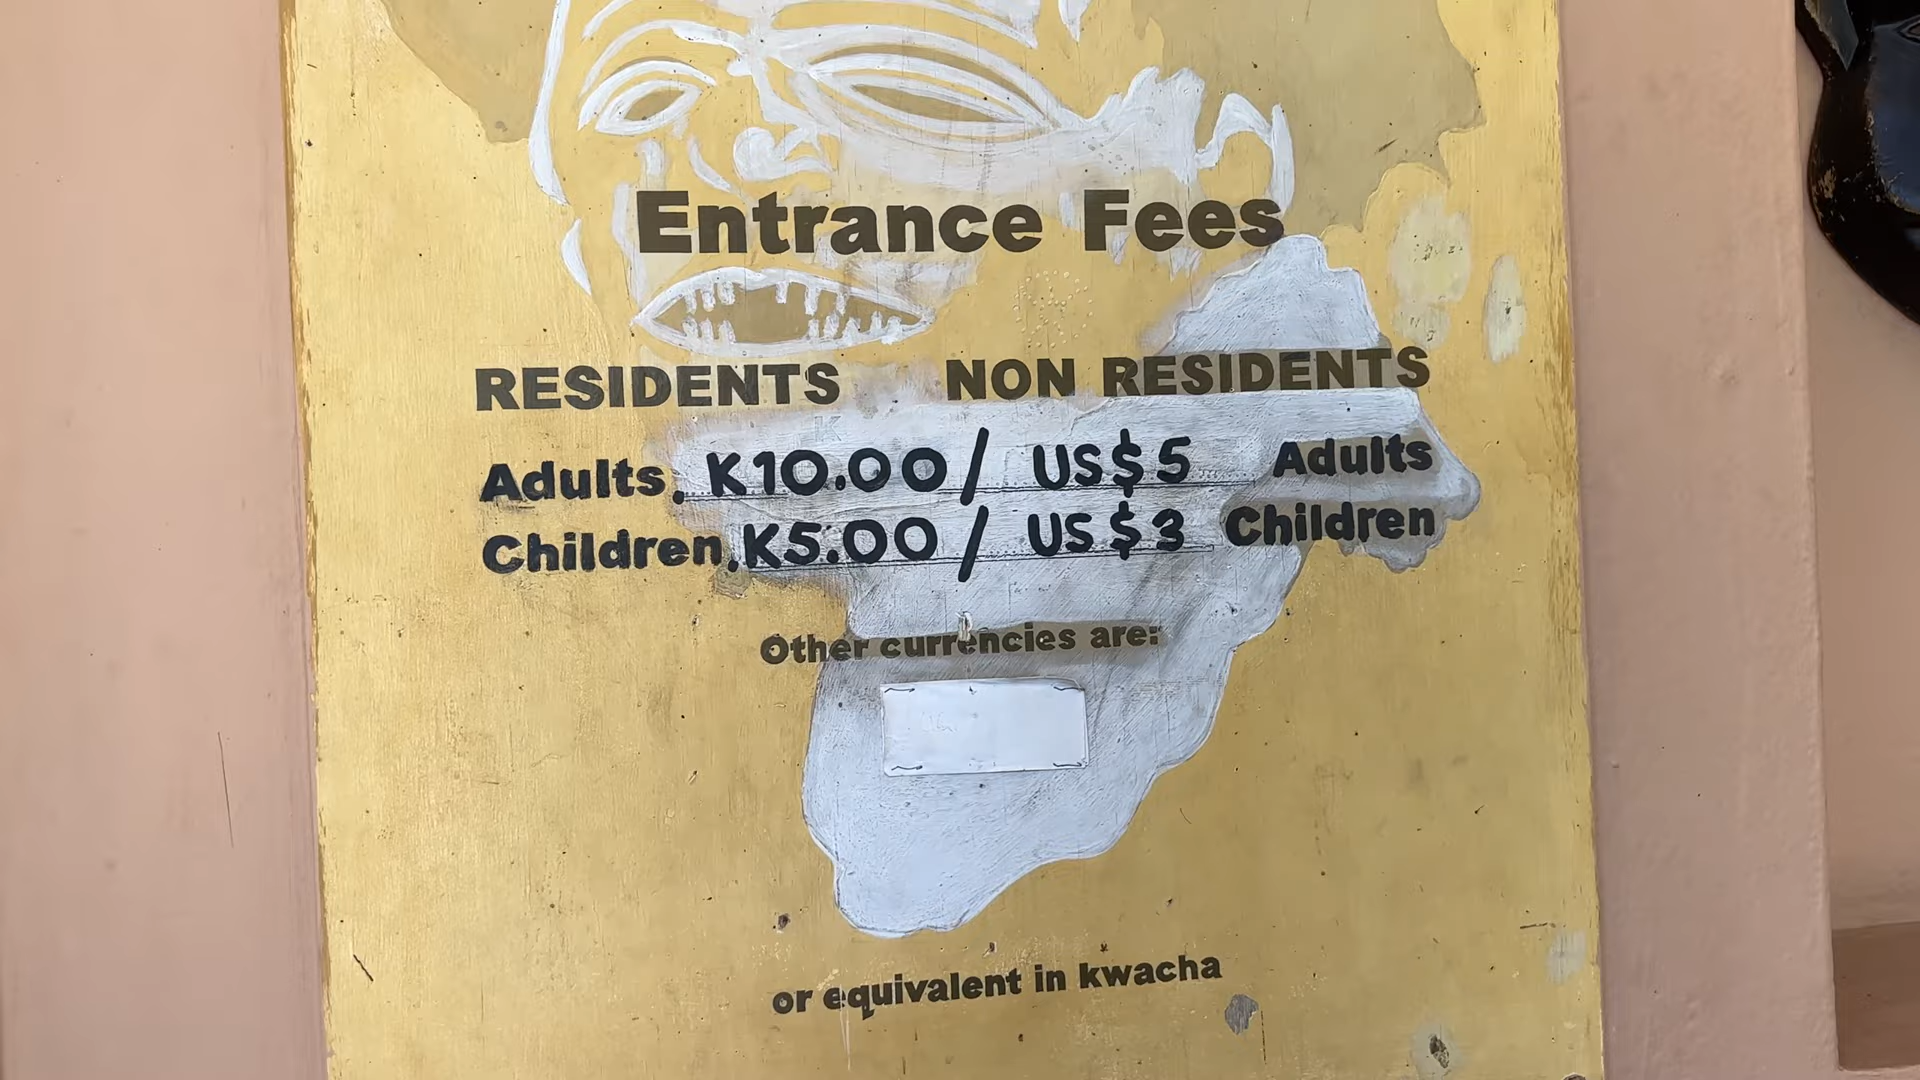 Entrance Fees
RESIDENTS NON RESIDENTS
Adults. K10.00 / US$5 Adults
Children. K5.00 / US$3 Children
Other currencies are:
or equivalent in kwacha